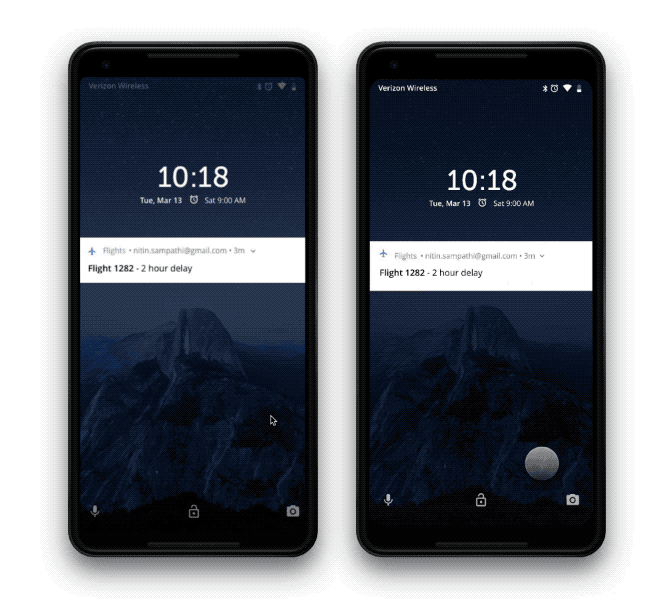 Verizon Wireless
10:18
Tue, Mar 13 Sat 9:00 AM
Flights • nitin.sampathi@gmail.com • 3m
Flight 1282 - 2 hour delay
Verizon Wireless
10:18
Tue, Mar 13 Sat 9:00 AM
Flights • nitin.sampathi@gmail.com • 3m
Flight 1282 - 2 hour delay